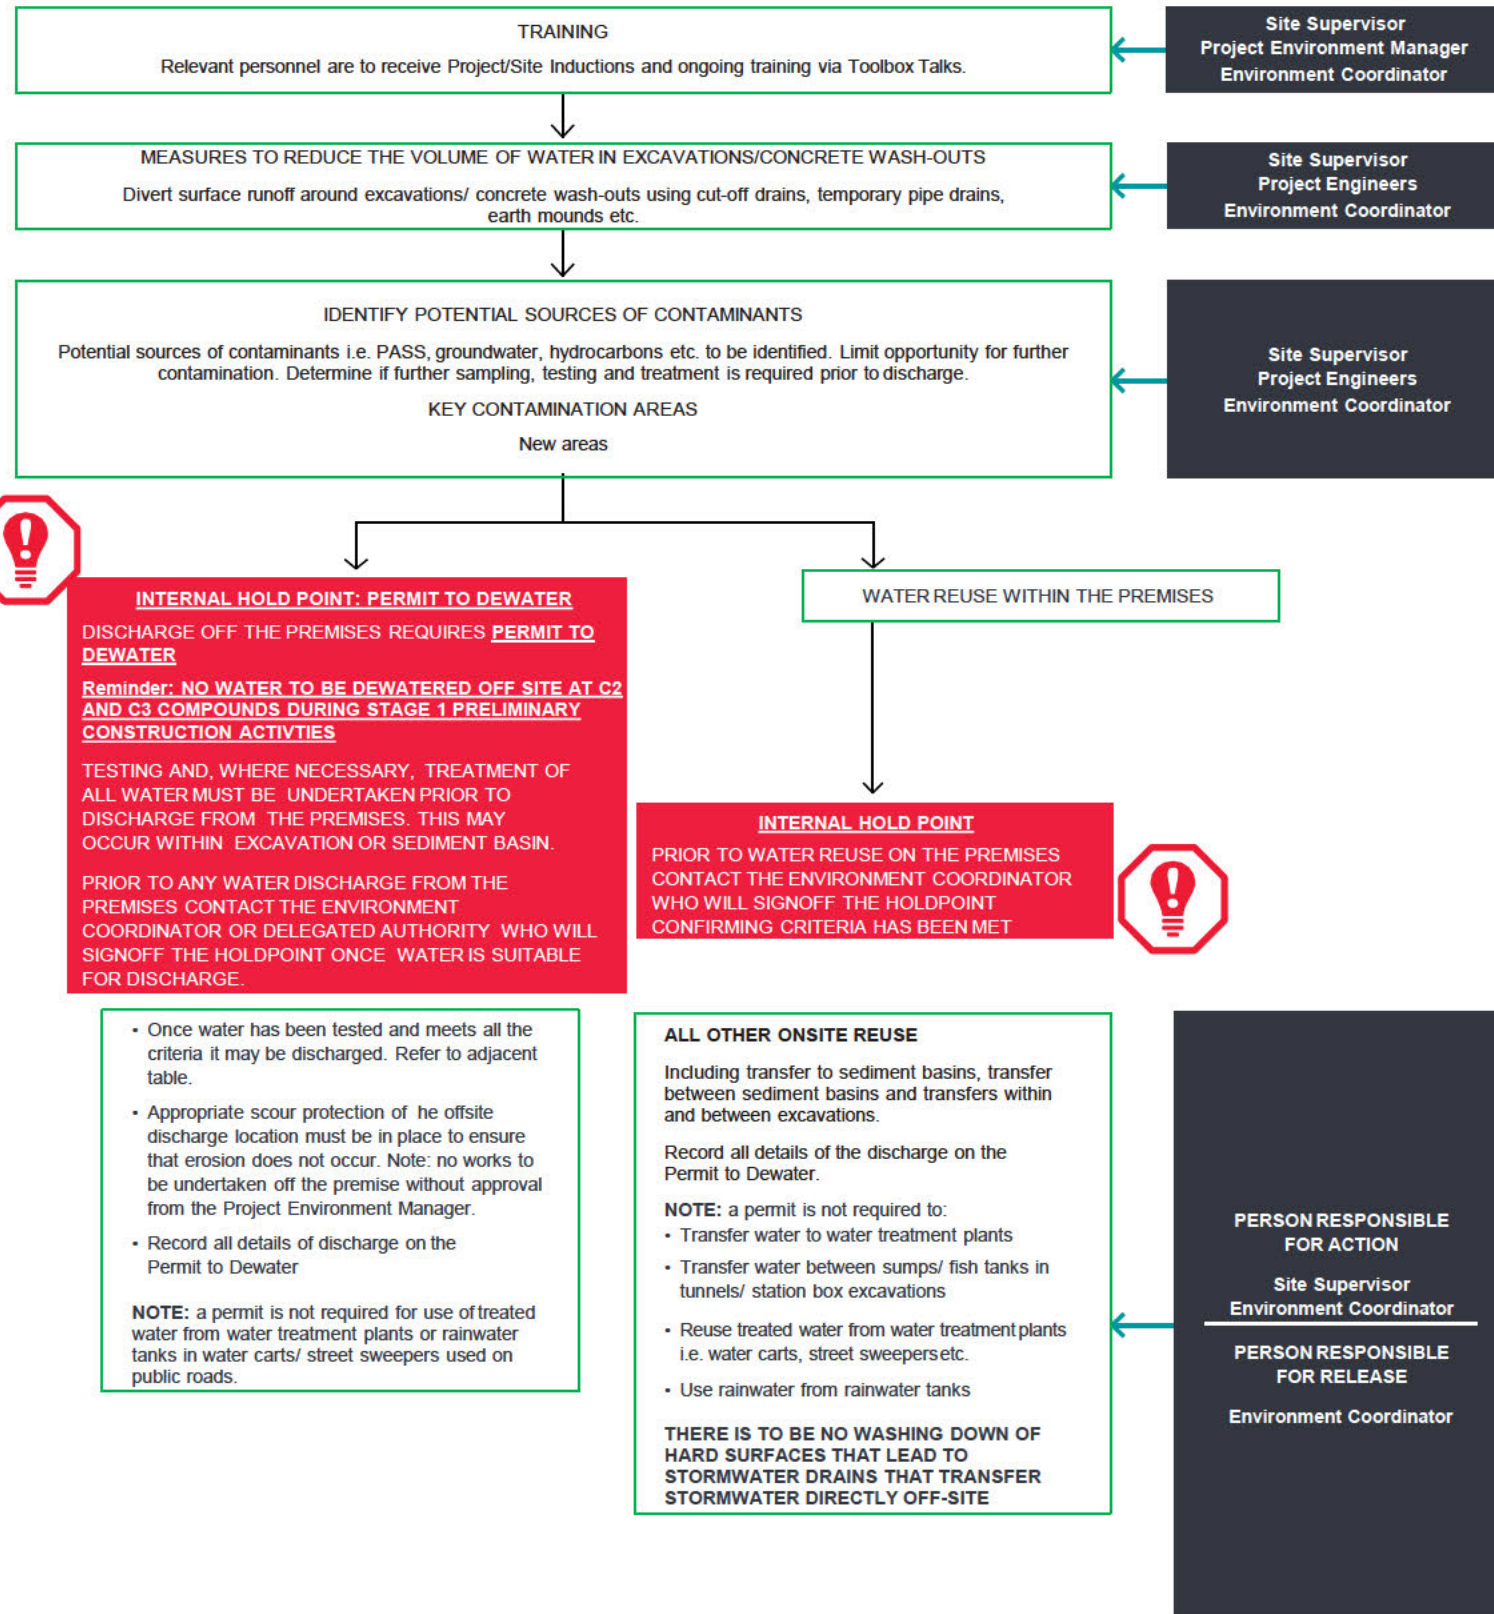 TRAINING
Relevant personnel are to receive Project/Site Inductions and ongoing training via Toolbox Talks.
Site Supervisor
Project Environment Manager
Environment Coordinator
MEASURES TO REDUCE THE VOLUME OF WATER IN EXCAVATIONS/CONCRETE WASH-OUTS
Divert surface runoff around excavations/ concrete wash-outs using cut-off drains, temporary pipe drains,
earth mounds etc.
Site Supervisor
Project Engineers
Environment Coordinator
IDENTIFY POTENTIAL SOURCES OF CONTAMINANTS
Potential sources of contaminants i.e. PASS, groundwater, hydrocarbons etc. to be identified. Limit opportunity for further
contamination. Determine if further sampling, testing and treatment is required prior to discharge.
KEY CONTAMINATION AREAS
New areas
Site Supervisor
Project Engineers
Environment Coordinator
INTERNAL HOLD POINT: PERMIT TO DEWATER
DISCHARGE OFF THE PREMISES REQUIRES PERMIT TO
DEWATER
Reminder: NO WATER TO BE DEWATERED OFF SITE AT C2
AND C3 COMPOUNDS DURING STAGE 1 PRELIMINARY
CONSTRUCTION ACTIVTIES
TESTING AND, WHERE NECESSARY, TREATMENT OF
ALL WATER MUST BE UNDERTAKEN PRIOR TO
DISCHARGE FROM THE PREMISES. THIS MAY
OCCUR WITHIN EXCAVATION OR SEDIMENT BASIN.
PRIOR TO ANY WATER DISCHARGE FROM THE
PREMISES CONTACT THE ENVIRONMENT
COORDINATOR OR DELEGATED AUTHORITY WHO WILL
SIGNOFF THE HOLDPOINT ONCE WATER IS SUITABLE
FOR DISCHARGE.
WATER REUSE WITHIN THE PREMISES
INTERNAL HOLD POINT
PRIOR TO WATER REUSE ON THE PREMISES
CONTACT THE ENVIRONMENT COORDINATOR
WHO WILL SIGNOFF THE HOLDPOINT
CONFIRMING CRITERIA HAS BEEN MET
• Once water has been tested and meets all the
criteria it may be discharged. Refer to adjacent
table.
• Appropriate scour protection of he offsite
discharge location must be in place to ensure
that erosion does not occur. Note: no works to
be undertaken off the premise without approval
from the Project Environment Manager.
• Record all details of discharge on the
Permit to Dewater
NOTE: a permit is not required for use of treated
water from water treatment plants or rainwater
tanks in water carts/ street sweepers used on
public roads.
ALL OTHER ONSITE REUSE
Including transfer to sediment basins, transfer
between sediment basins and transfers within
and between excavations.
Record all details of the discharge on the
Permit to Dewater.
NOTE: a permit is not required to:
• Transfer water to water treatment plants
• Transfer water between sumps/ fish tanks in
tunnels/ station box excavations
• Reuse treated water from water treatment plants
i.e. water carts, street sweepers etc.
• Use rainwater from rainwater tanks
THERE IS TO BE NO WASHING DOWN OF
HARD SURFACES THAT LEAD TO
STORMWATER DRAINS THAT TRANSFER
STORMWATER DIRECTLY OFF-SITE
PERSON RESPONSIBLE
FOR ACTION
Site Supervisor
Environment Coordinator
PERSON RESPONSIBLE
FOR RELEASE
Environment Coordinator